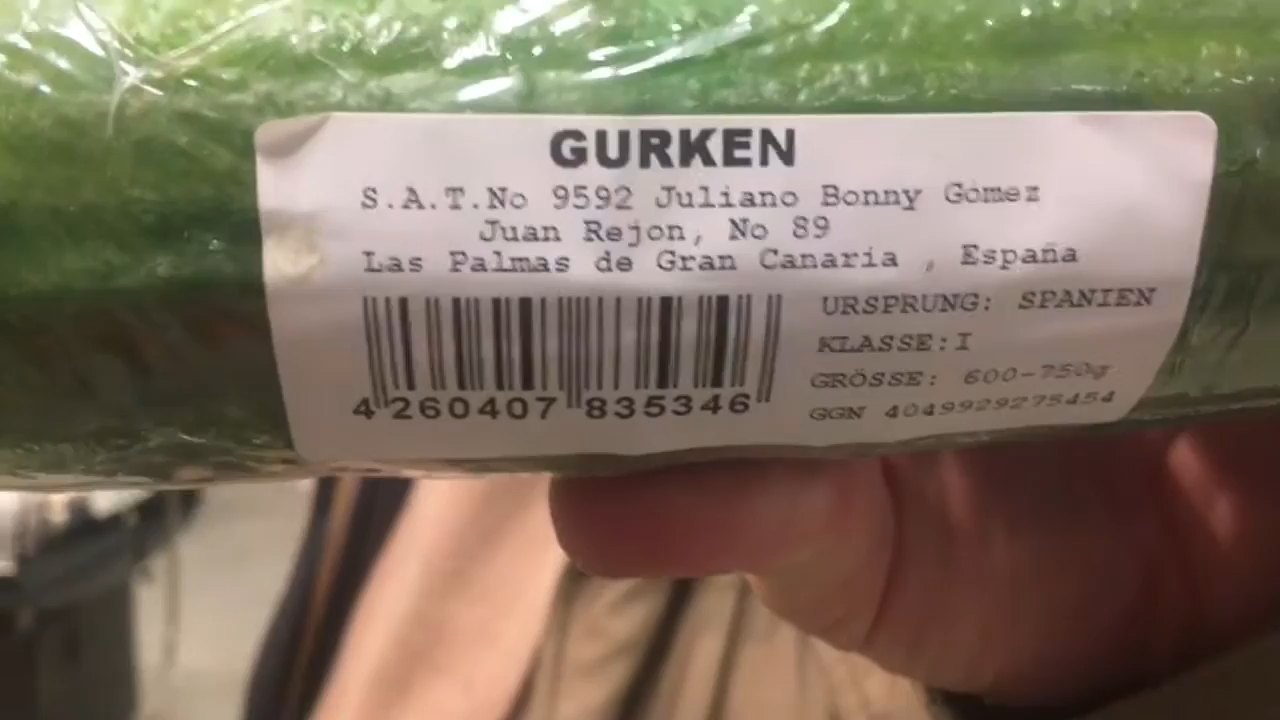 GURKEN
S.A.T.No 9592 Juliano Bonny Gómez
Juan Rejon, No 89
Las Palmas de Gran Canaria , España
URSPRUNG: SPANIEN
KLASSE:I
GRÖSSE: 600-750g
GGN 4049929275454
4 260407 835346